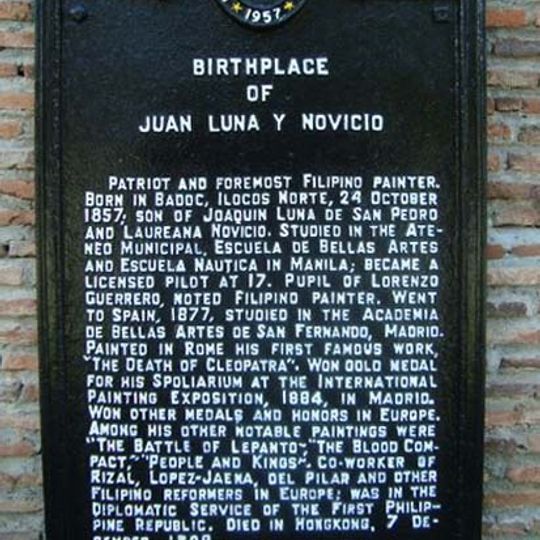 1957
BIRTHPLACE
OF
JUAN LUNA Y NOVICIO
PATRIOT AND FOREMOST FILIPINO PAINTER.
BORN IN BADOC, ILOCOS NORTE, 24 OCTOBER
1857; SON OF JOAQUIN LUNA DE SAN PEDRO
AND LAUREANA NOVICIO. STUDIED IN THE ATE-
NEO MUNICIPAL, ESCUELA DE BELLAS ARTES
AND ESCUELA NAUTICA IN MANILA; BECAME A
LICENSED PILOT AT 17. PUPIL OF LORENZO
GUERRERO, NOTED FILIPINO PAINTER. WENT
TO SPAIN, 1877, STUDIED IN THE ACADEMIA
DE BELLAS ARTES DE SAN FERNANDO, MADRID.
PAINTED IN ROME HIS FIRST FAMOUS WORK,
"THE DEATH OF CLEOPATRA". WON GOLD MEDAL
FOR HIS SPOLIARIUM AT THE INTERNATIONAL
PAINTING EXPOSITION, 1884, IN MADRID.
WON OTHER MEDALS AND HONORS IN EUROPE.
AMONG HIS OTHER NOTABLE PAINTINGS WERE
"THE BATTLE OF LEPANTO", "THE BLOOD COM-
PACT," "PEOPLE AND KINGS". CO-WORKER OF
RIZAL, LOPEZ-JAENA, DEL PILAR AND OTHER
FILIPINO REFORMERS IN EUROPE; WAS IN THE
DIPLOMATIC SERVICE OF THE FIRST PHILIP-
PINE REPUBLIC. DIED IN HONGKONG, 7 DE-
CEMBER